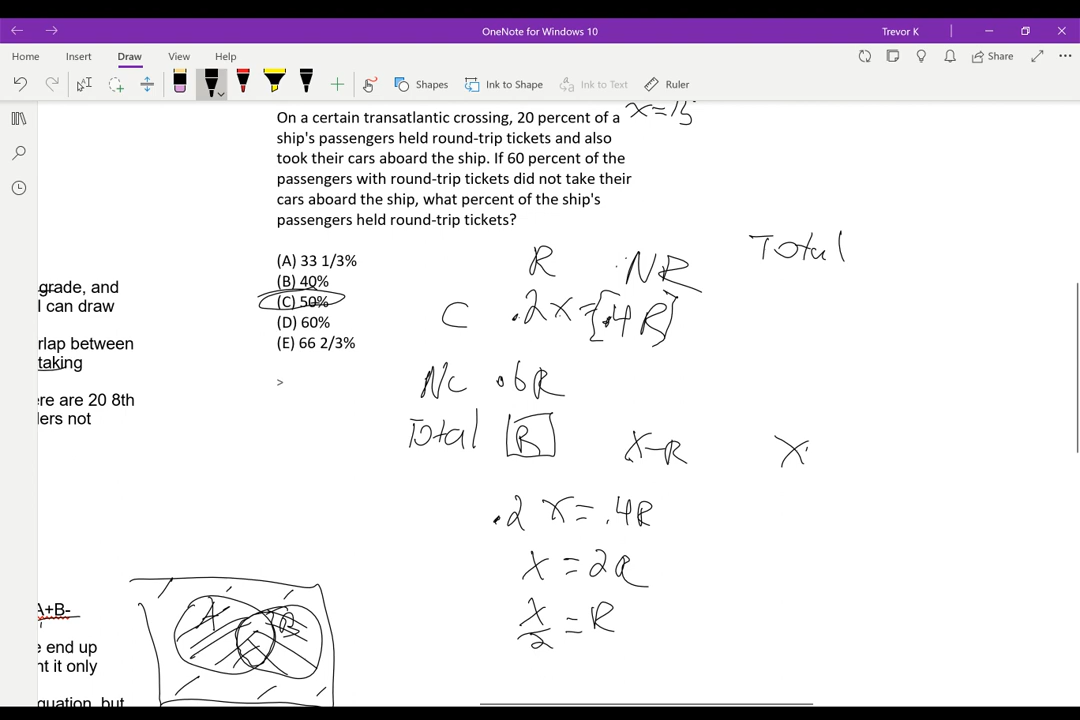 OneNote for Windows 10
Trevor K
Home Insert Draw View Help
Shapes Ink to Shape Ink to Text Ruler Share
On a certain transatlantic crossing, 20 percent of a
ship's passengers held round-trip tickets and also
took their cars aboard the ship. If 60 percent of the
passengers with round-trip tickets did not take their
cars aboard the ship, what percent of the ship's
passengers held round-trip tickets?
x=15
(A) 33 1/3%
(B) 40%
(C) 50%
(D) 60%
(E) 66 2/3%
>
grade, and
l can draw
rlap between
taking
ere are 20 8th
ders not
R NR Total
C .2x=[.4R]
NC .6R
Total R X-R X
.2x=.4R
x=2R
x/2=R
A+B-
e end up
nt it only
quation, but
A B